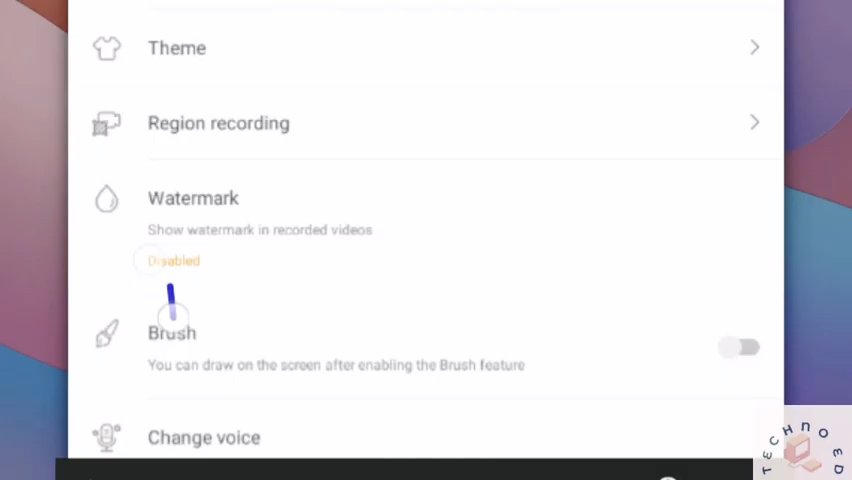 Theme
Region recording
Watermark
Show watermark in recorded videos
Disabled
Brush
You can draw on the screen after enabling the Brush feature
Change voice
TECHNOED